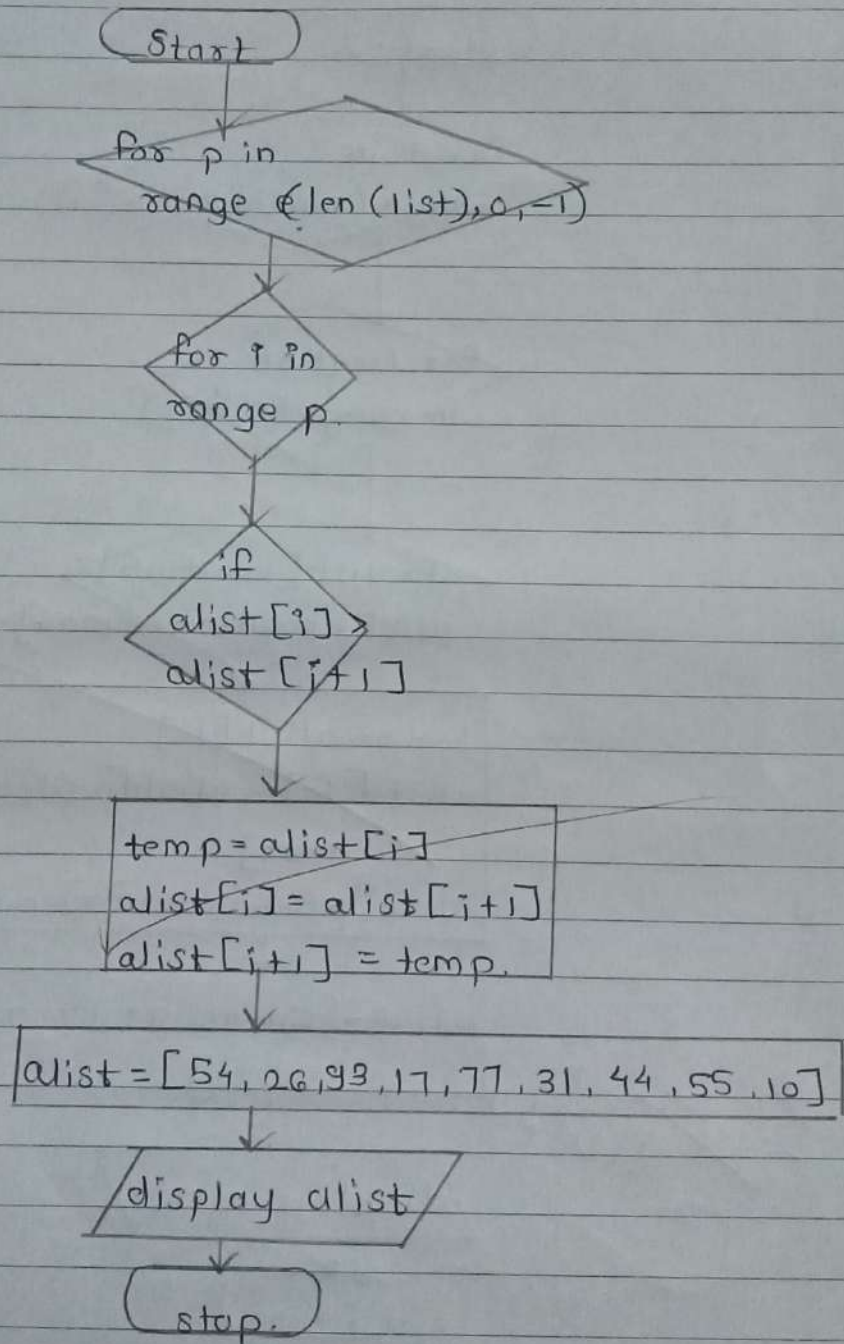 Start
for p in
range (len (list), 0, -1)
for i in
range p.
if
alist [i] >
alist [i+1]
temp = alist[i]
alist[i] = alist [i+1]
alist [i+1] = temp.
alist = [54, 26, 93, 17, 77, 31, 44, 55, 10]
display alist
stop.